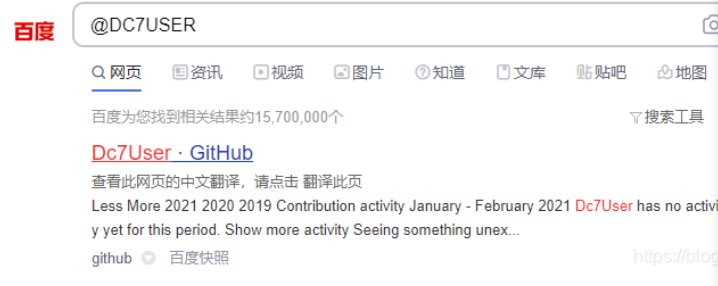 百度
@DC7USER
网页 资讯 视频 图片 知道 文库 贴吧 地图
百度为您找到相关结果约15,700,000个 搜索工具
Dc7User · GitHub
查看此网页的中文翻译，请点击 翻译此页
Less More 2021 2020 2019 Contribution activity January - February 2021 Dc7User has no activi
y yet for this period. Show more activity Seeing something unex...
github 百度快照
https://blog